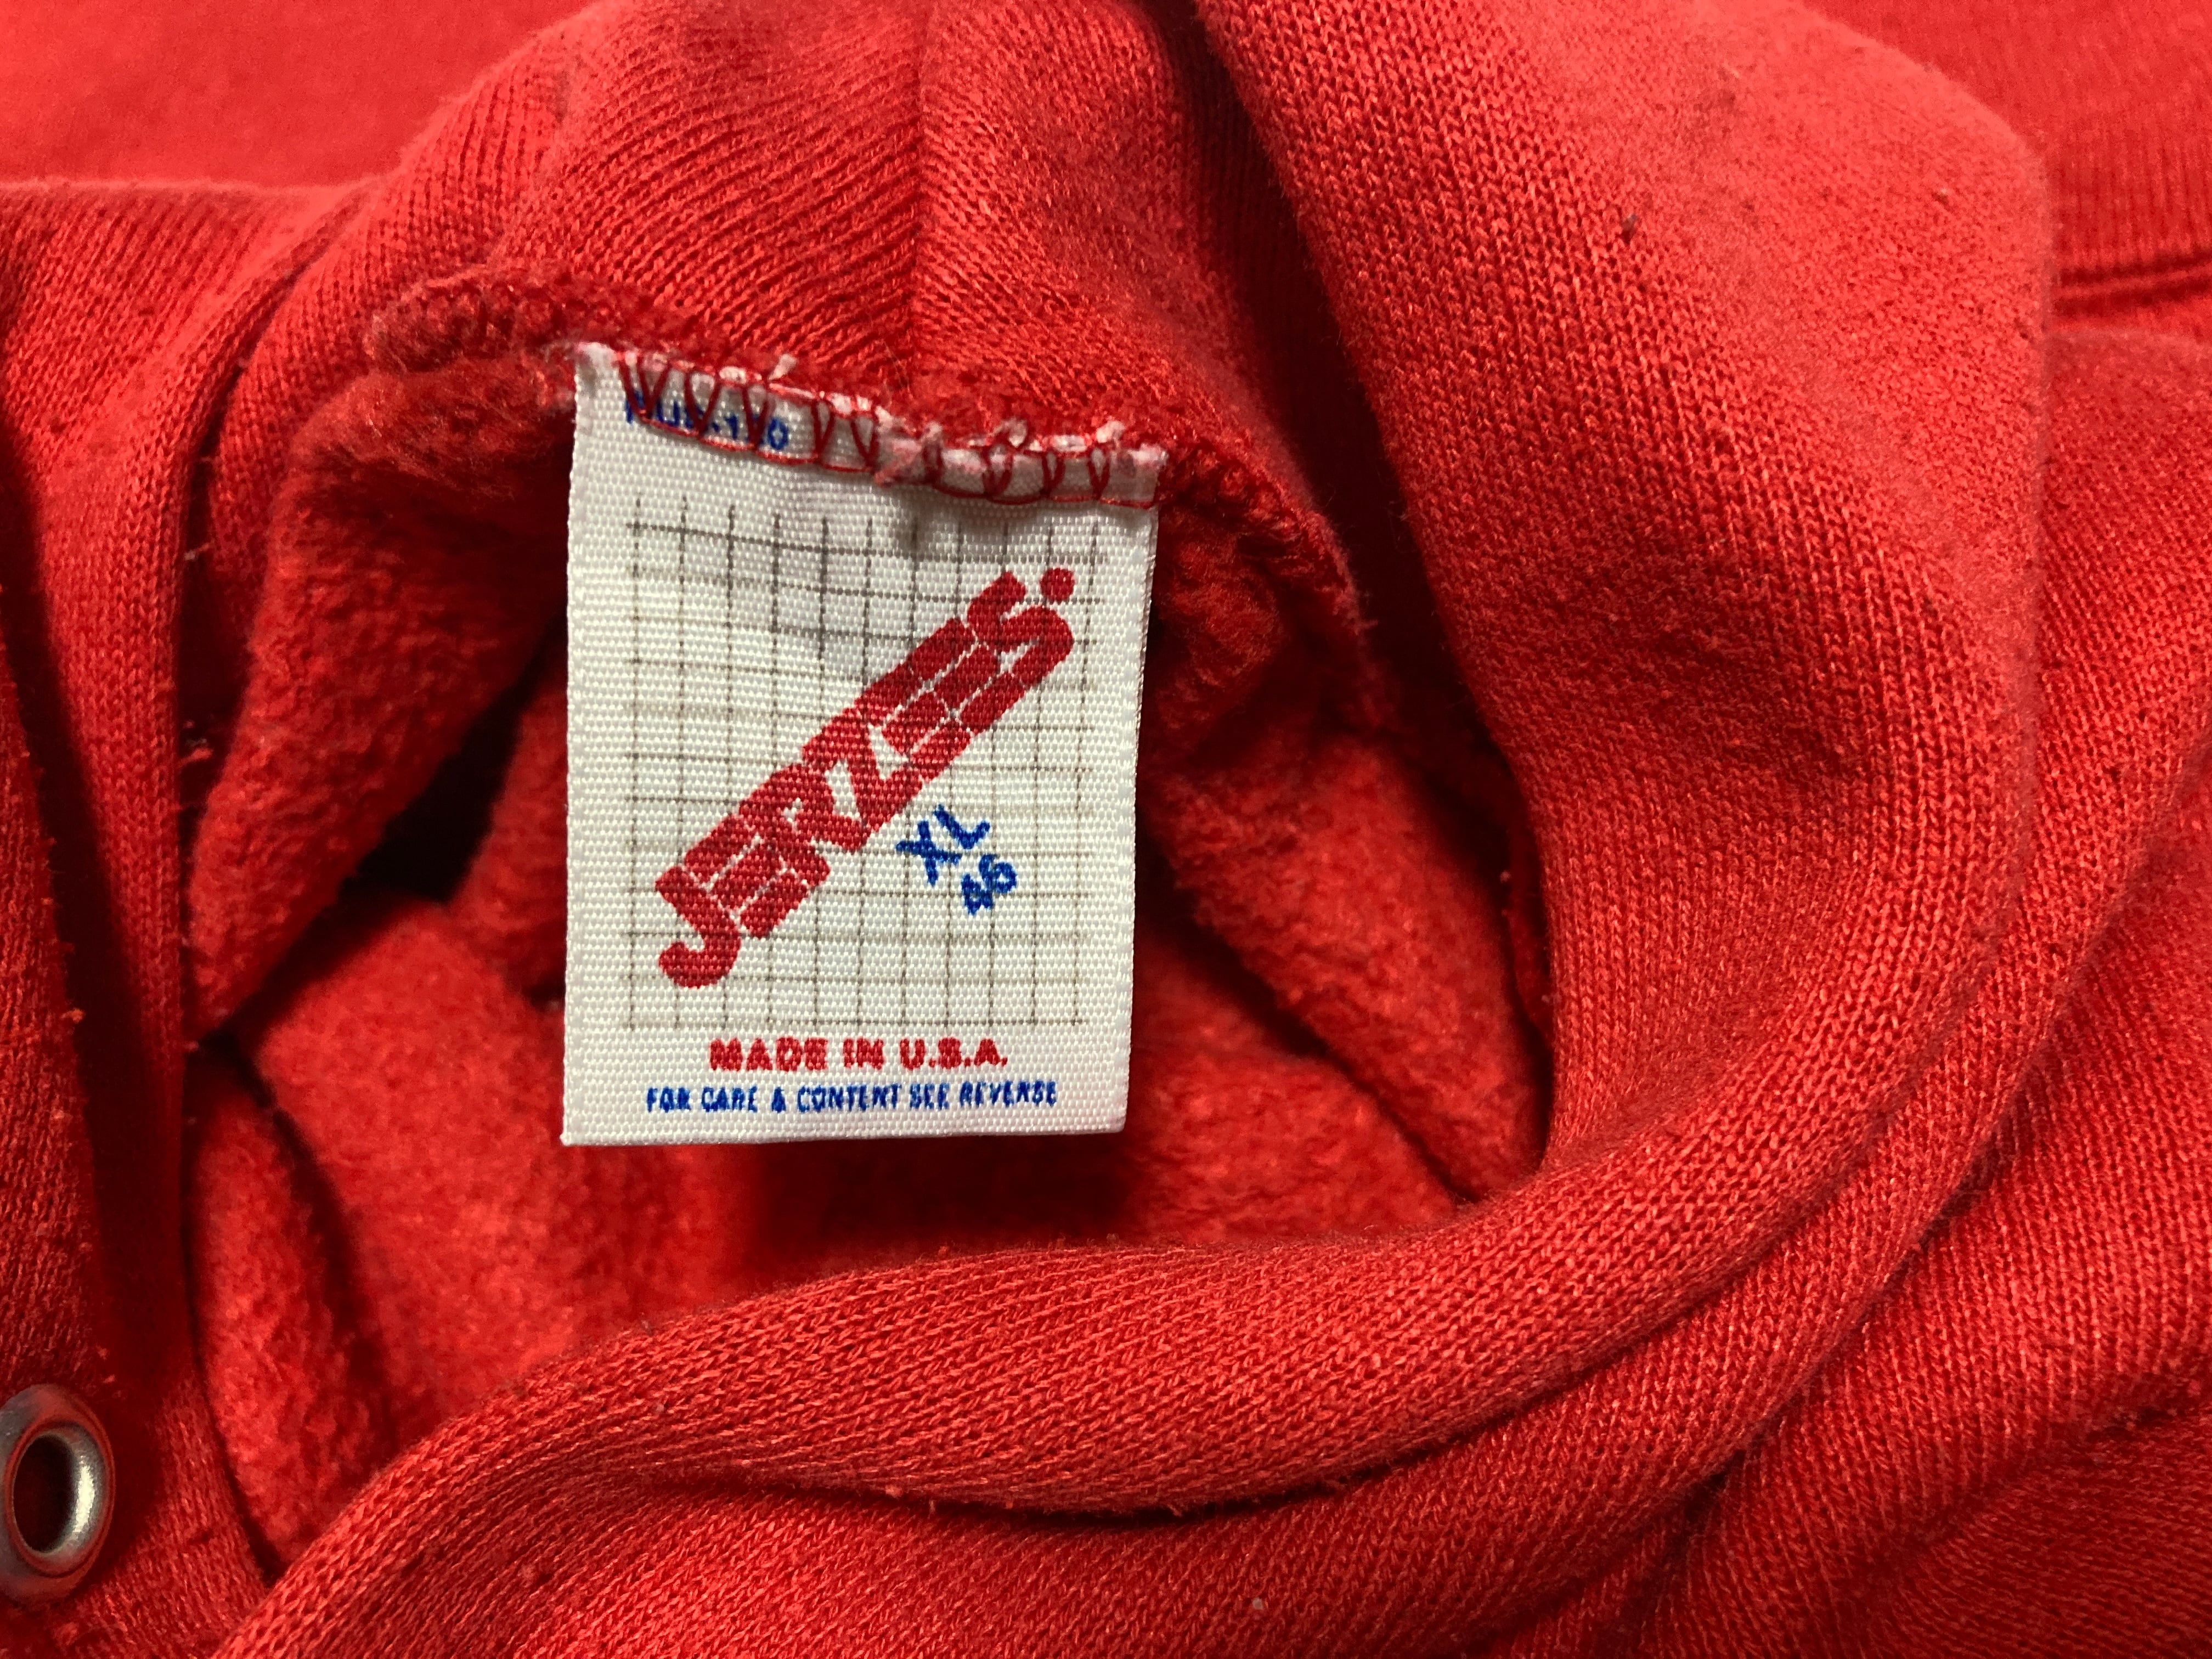 JERZEES.
XL
46
MADE IN U.S.A.
FOR CARE & CONTENT SEE REVERSE